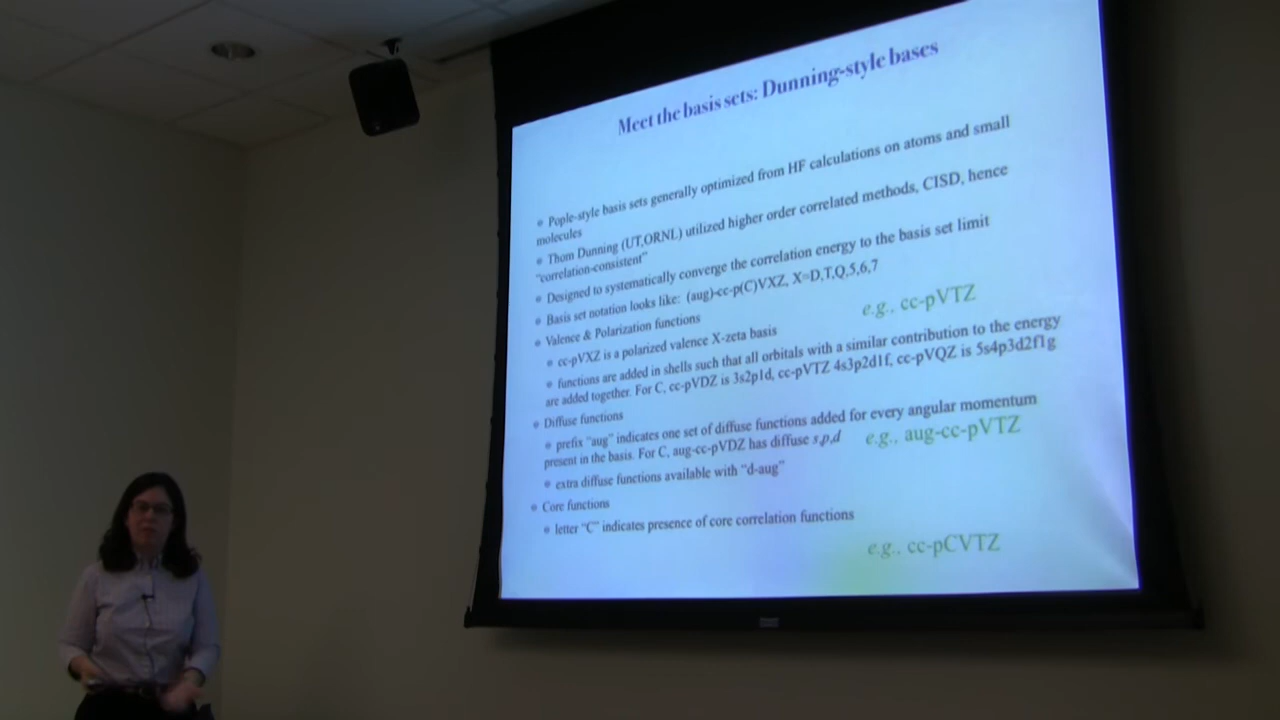 Meet the basis sets: Dunning-style bases
Pople-style basis sets generally optimized from HF calculations on atoms and small
molecules
Thom Dunning (UT,ORNL) utilized higher order correlated methods, CISD, hence
"correlation-consistent"
Designed to systematically converge the correlation energy to the basis set limit
Basis set notation looks like: (aug)-cc-p(C)VXZ, X=D,T,Q,5,6,7
e.g., cc-pVTZ
Valence & Polarization functions
cc-pVXZ is a polarized valence X-zeta basis
functions are added in shells such that all orbitals with a similar contribution to the energy
are added together. For C, cc-pVDZ is 3s2p1d, cc-pVTZ 4s3p2d1f, cc-pVQZ is 5s4p3d2f1g
Diffuse functions
prefix "aug" indicates one set of diffuse functions added for every angular momentum
present in the basis. For C, aug-cc-pVDZ has diffuse s,p,d
e.g., aug-cc-pVTZ
extra diffuse functions available with "d-aug"
Core functions
letter "C" indicates presence of core correlation functions
e.g., cc-pCVTZ